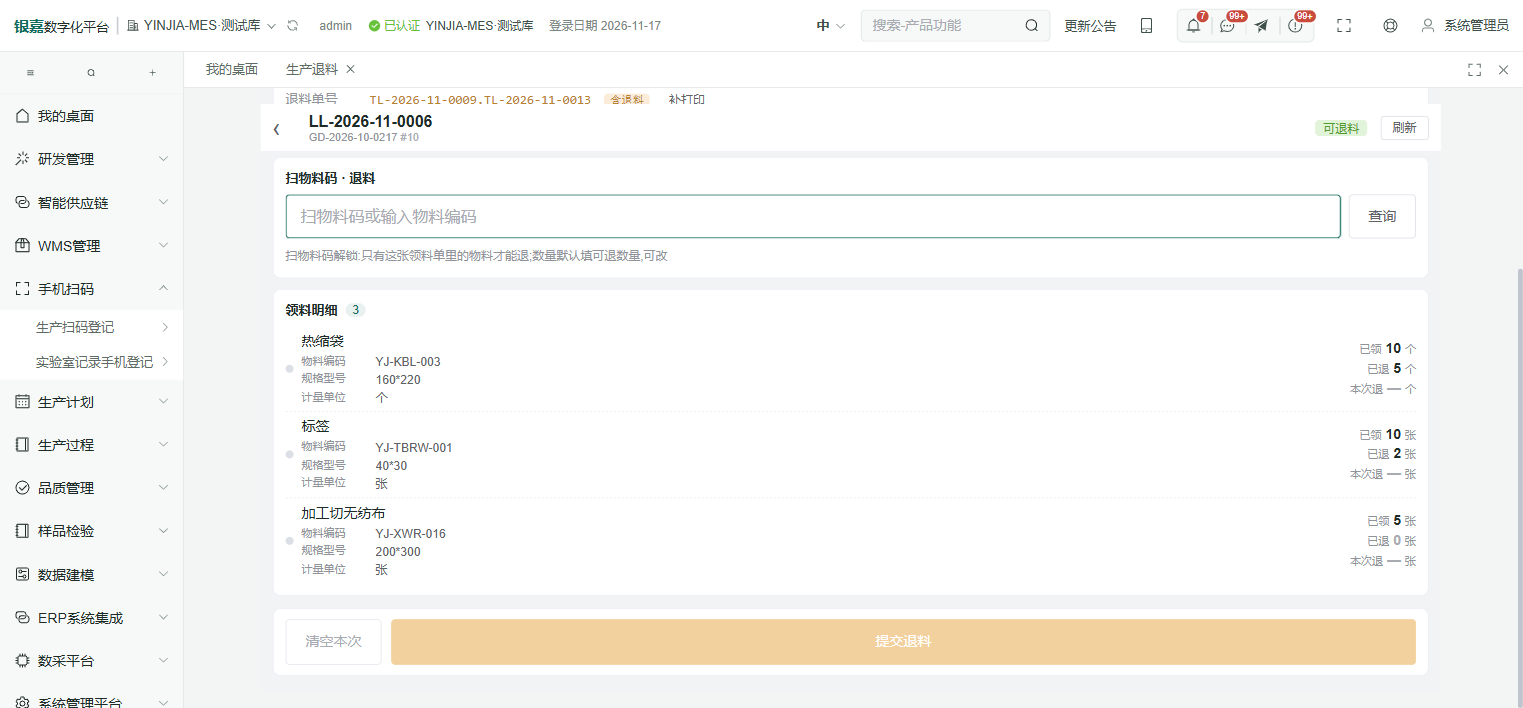 银嘉数字化平台
YINJIA-MES·测试库
admin
已认证
YINJIA-MES·测试库
登录日期 2026-11-17
中
搜索-产品功能
更新公告
7
99+
99+
系统管理员
我的桌面
生产退料
我的桌面
研发管理
智能供应链
WMS管理
手机扫码
生产扫码登记
实验室记录手机登记
生产计划
生产过程
品质管理
样品检验
数据建模
ERP系统集成
数采平台
系统管理平台
退料单号
TL-2026-11-0009.TL-2026-11-0013
含退料
补打印
LL-2026-11-0006
GD-2026-10-0217 #10
可退料
刷新
扫物料码 · 退料
扫物料码或输入物料编码
查询
扫物料码解锁:只有这张领料单里的物料才能退;数量默认填可退数量,可改
领料明细 3
热缩袋
物料编码 YJ-KBL-003
规格型号 160*220
计量单位 个
已领 10 个
已退 5 个
本次退 — 个
标签
物料编码 YJ-TBRW-001
规格型号 40*30
计量单位 张
已领 10 张
已退 2 张
本次退 — 张
加工切无纺布
物料编码 YJ-XWR-016
规格型号 200*300
计量单位 张
已领 5 张
已退 0 张
本次退 — 张
清空本次
提交退料